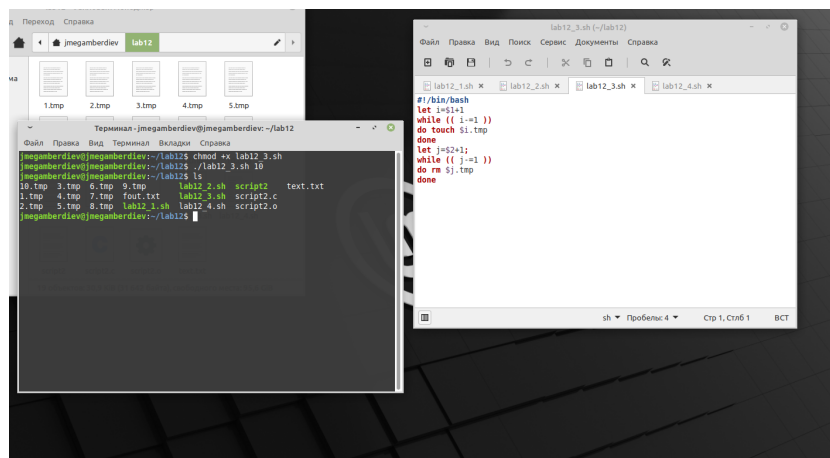 д Переход Справка
jmegamberdiev lab12
ма
1.tmp 2.tmp 3.tmp 4.tmp 5.tmp
Терминал - jmegamberdiev@jmegamberdiev: ~/lab12
Файл Правка Вид Терминал Вкладки Справка
jmegamberdiev@jmegamberdiev:~/lab12$ chmod +x lab12_3.sh
jmegamberdiev@jmegamberdiev:~/lab12$ ./lab12_3.sh 10
jmegamberdiev@jmegamberdiev:~/lab12$ ls
10.tmp 3.tmp 6.tmp 9.tmp lab12_2.sh script2 text.txt
1.tmp 4.tmp 7.tmp fout.txt lab12_3.sh script2.c
2.tmp 5.tmp 8.tmp lab12_1.sh lab12_4.sh script2.o
jmegamberdiev@jmegamberdiev:~/lab12$
lab12_3.sh (~/lab12)
Файл Правка Вид Поиск Сервис Документы Справка
lab12_1.sh lab12_2.sh lab12_3.sh lab12_4.sh
#!/bin/bash
let i=$1+1
while (( i-=1 ))
do touch $i.tmp
done
let j=$2+1;
while (( j-=1 ))
do rm $j.tmp
done
sh Пробелы: 4 Стр 1, Стлб 1 ВСТ